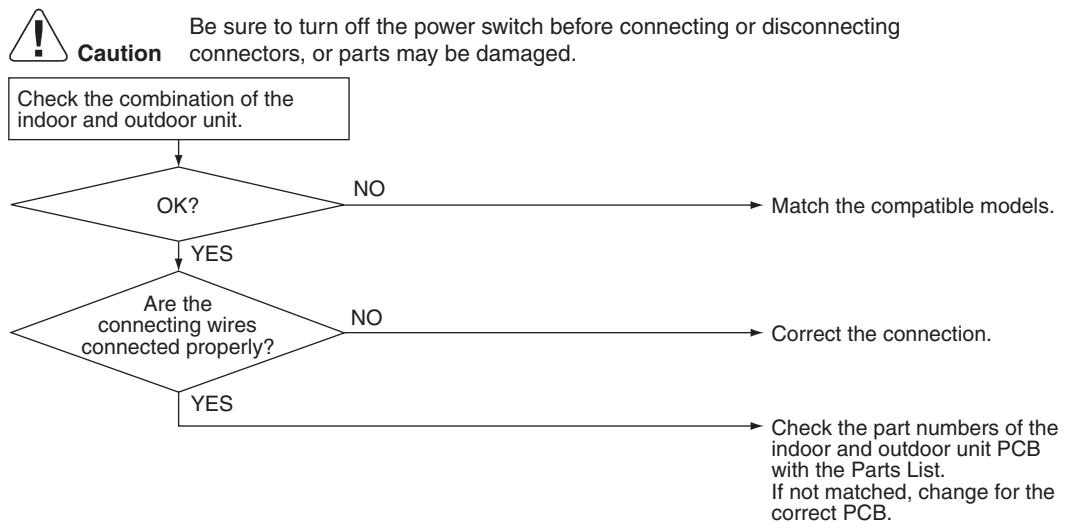 Be sure to turn off the power switch before connecting or disconnecting
Caution connectors, or parts may be damaged.
Check the combination of the
indoor and outdoor unit.
OK?
NO
Match the compatible models.
YES
Are the
connecting wires
connected properly?
NO
Correct the connection.
YES
Check the part numbers of the
indoor and outdoor unit PCB
with the Parts List.
If not matched, change for the
correct PCB.